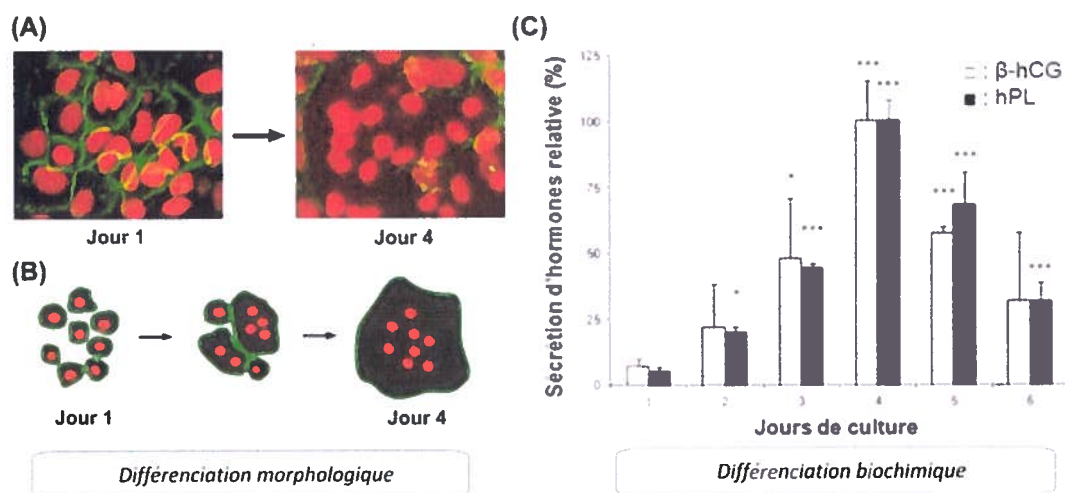 (A)
Jour 1
Jour 4
(B)
Jour 1
Jour 4
Différenciation morphologique
(C)
Secrétion d'hormones relative (%)
125
100
75
50
25
0
***
***
: β-hCG
: hPL
*
***
*
***
***
***
1 2 3 4 5 6
Jours de culture
Différenciation biochimique